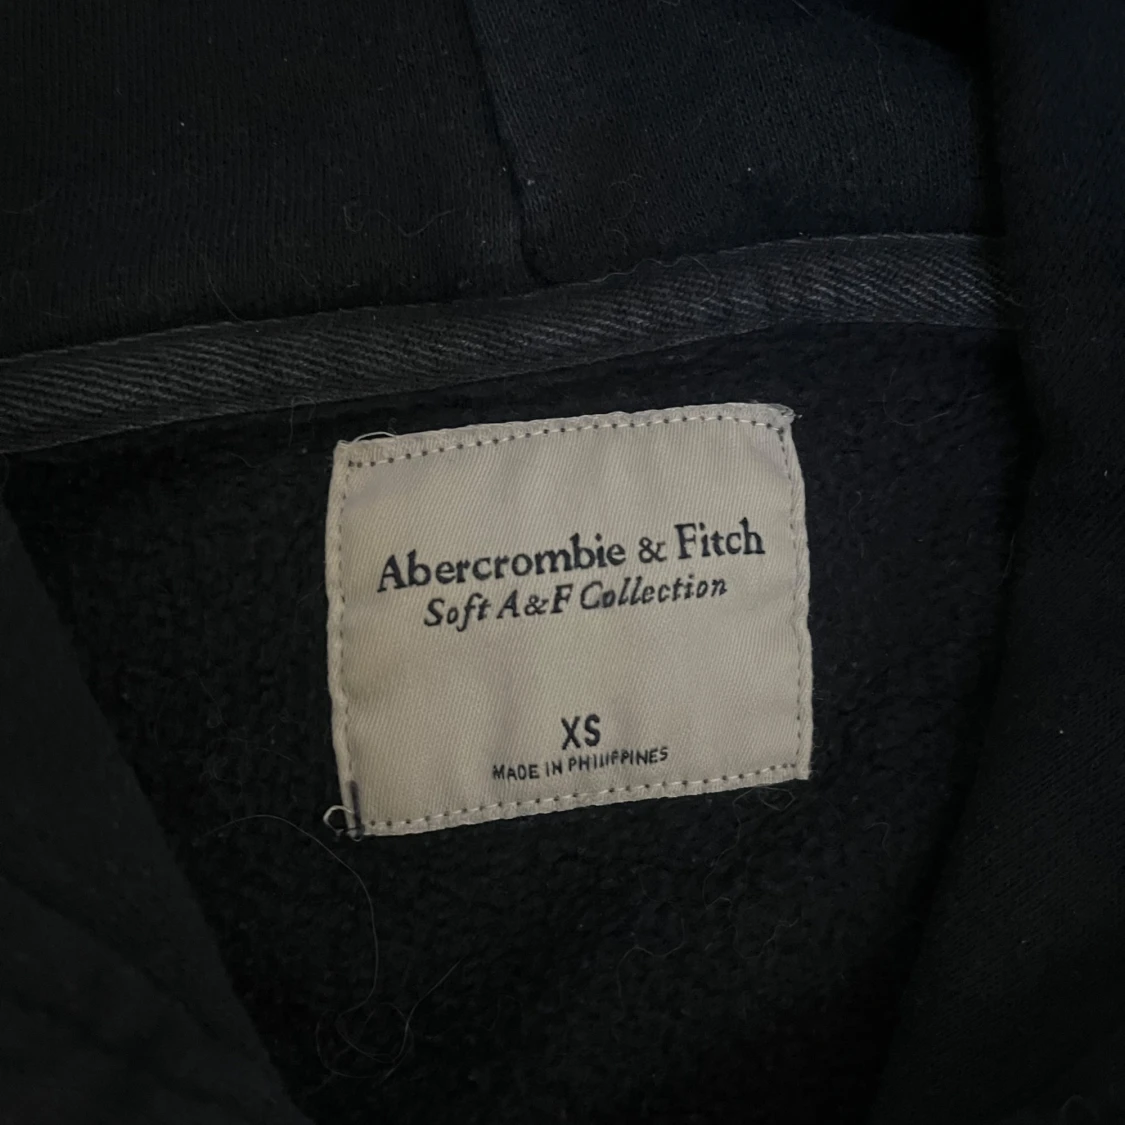 Abercrombie & Fitch
Soft A&F Collection
XS
MADE IN PHILIPPINES